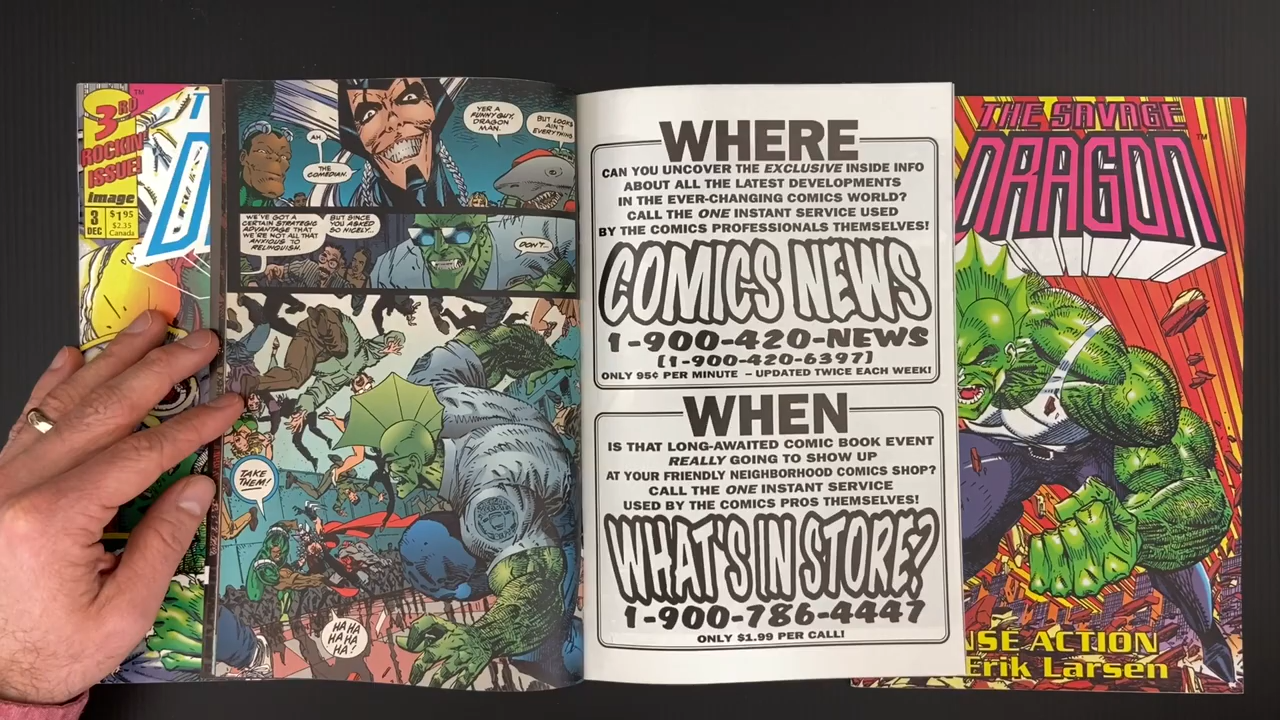 3RD
ROCKIN'
ISSUE!
Image
3
DEC
$1.95
$2.35
Canada
TM
AH,
THE
COMEDIAN.
YER A
FUNNY GUY,
DRAGON
MAN.
BUT LOOKS
AIN'T
EVERYTHING
WE'VE GOT A
CERTAIN STRATEGIC
ADVANTAGE THAT
WE'RE NOT ALL THAT
ANXIOUS TO
RELINQUISH.
BUT SINCE
YOU ASKED
SO NICELY...
DON'T...
TAKE
THEM!
HA HA
HA HA
HA!
WHERE
CAN YOU UNCOVER THE EXCLUSIVE INSIDE INFO
ABOUT ALL THE LATEST DEVELOPMENTS
IN THE EVER-CHANGING COMICS WORLD?
CALL THE ONE INSTANT SERVICE USED
BY THE COMICS PROFESSIONALS THEMSELVES!
COMICS NEWS
1-900-420-NEWS
(1-900-420-6397)
ONLY 95¢ PER MINUTE – UPDATED TWICE EACH WEEK!
WHEN
IS THAT LONG-AWAITED COMIC BOOK EVENT
REALLY GOING TO SHOW UP
AT YOUR FRIENDLY NEIGHBORHOOD COMICS SHOP?
CALL THE ONE INSTANT SERVICE
USED BY THE COMICS PROS THEMSELVES!
WHAT'S IN STORE?
1-900-786-4447
ONLY $1.99 PER CALL!
THE SAVAGE
DRAGON
TM
NSE ACTION
Erik Larsen